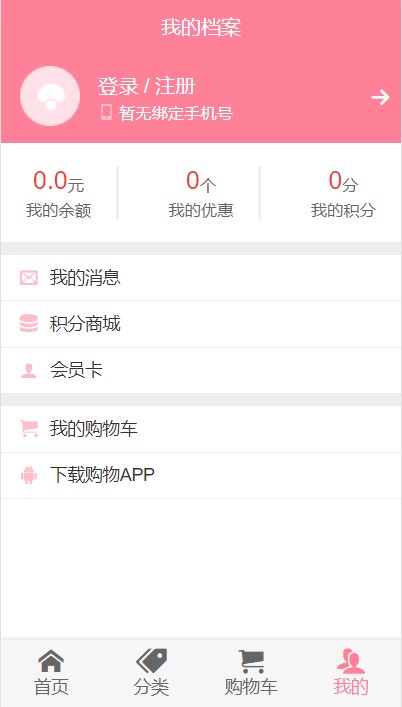 我的档案
登录 / 注册
暂无绑定手机号
0.0元 0个 0分
我的余额 我的优惠 我的积分
我的消息
积分商城
会员卡
我的购物车
下载购物APP
首页 分类 购物车 我的